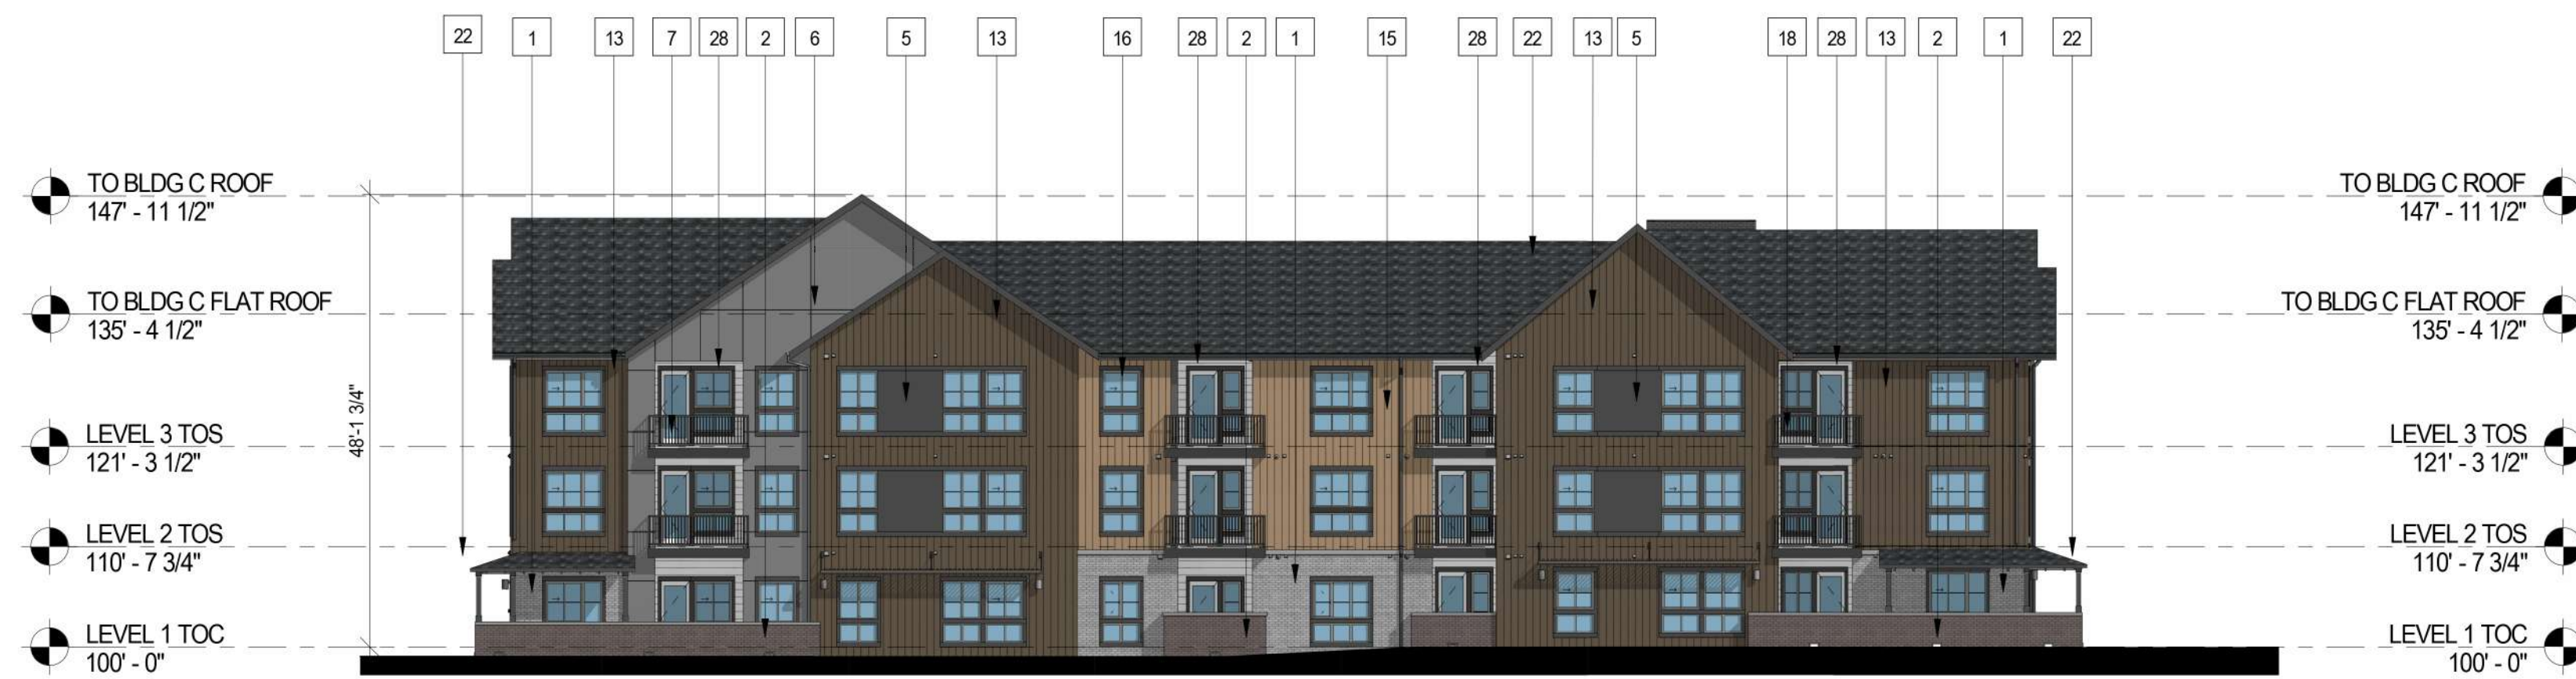 22 1 13 7 28 2 6 5 13 16 28 2 1 15 28 22 13 5 18 28 13 2 1 22
TO BLDG C ROOF
147' - 11 1/2"
TO BLDG C FLAT ROOF
135' - 4 1/2"
LEVEL 3 TOS
121' - 3 1/2"
LEVEL 2 TOS
110' - 7 3/4"
LEVEL 1 TOC
100' - 0"
48'-1 3/4"
TO BLDG C ROOF
147' - 11 1/2"
TO BLDG C FLAT ROOF
135' - 4 1/2"
LEVEL 3 TOS
121' - 3 1/2"
LEVEL 2 TOS
110' - 7 3/4"
LEVEL 1 TOC
100' - 0"